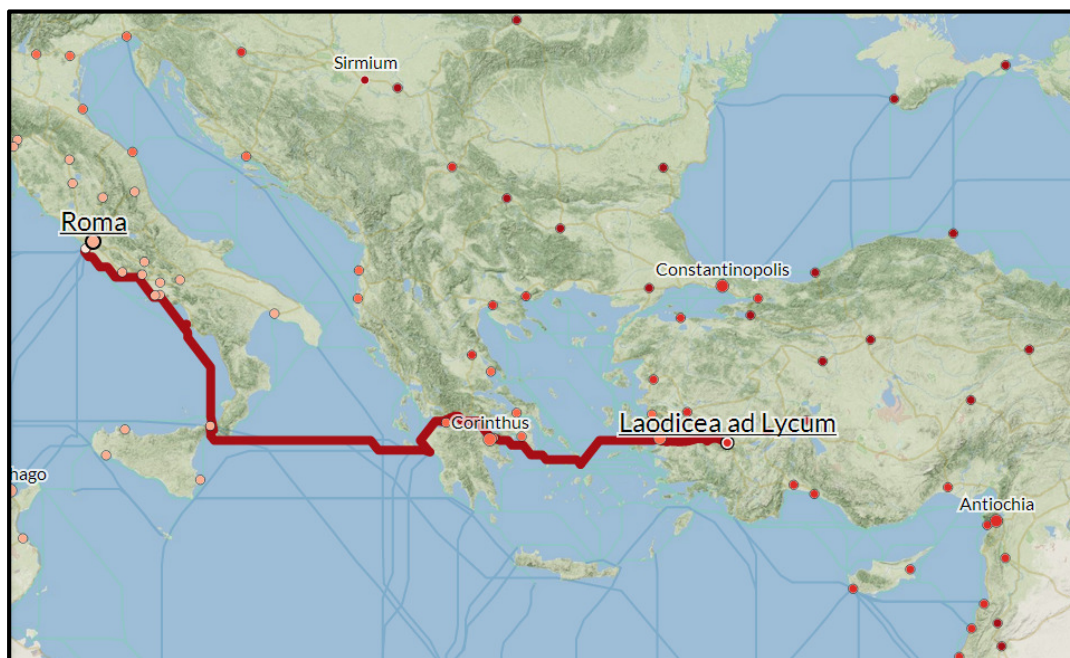 Sirmium
Roma
Constantinopolis
Corinthus
Laodicea ad Lycum
hago
Antiochia